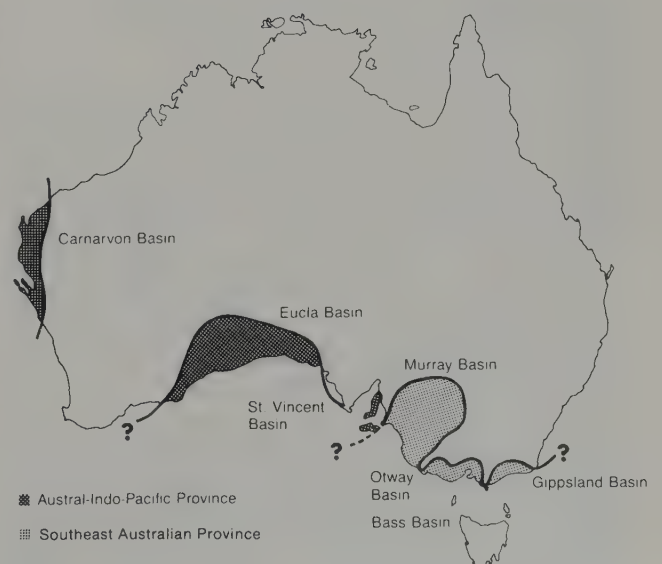 Carnarvon Basin
Eucla Basin
Murray Basin
St Vincent
Basin
?
?
?
Otway
Basin
Gippsland Basin
Bass Basin
Austral-Indo-Pacific Province
Southeast Australian Province